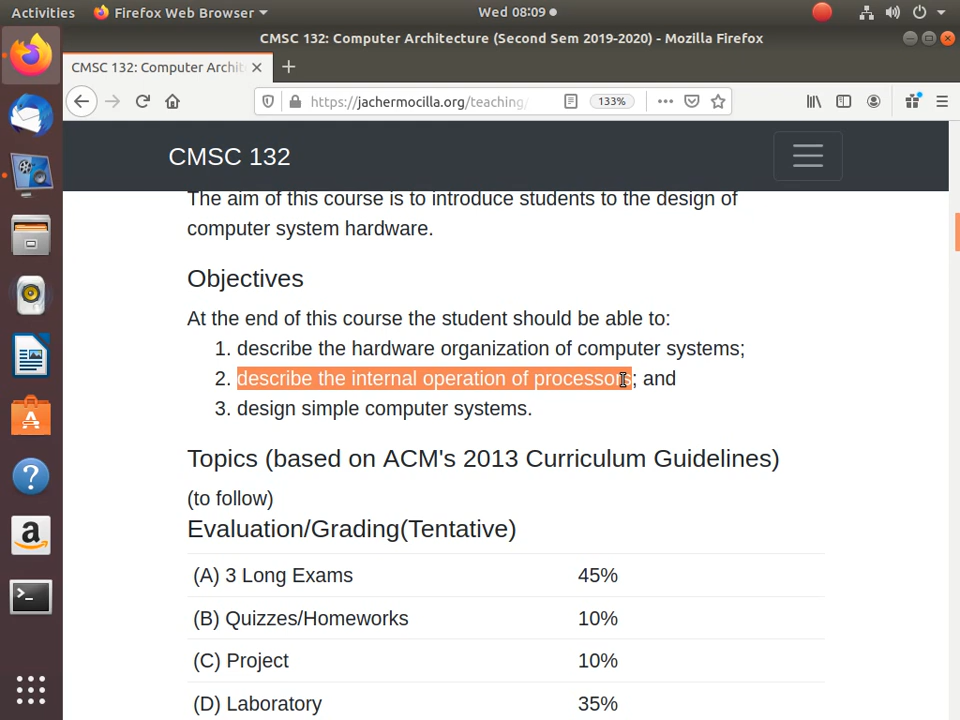 Activities
Firefox Web Browser
Wed 08:09
CMSC 132: Computer Architecture (Second Sem 2019-2020) - Mozilla Firefox
CMSC 132: Computer Archit
https://jachermocilla.org/teaching/
133%
CMSC 132
The aim of this course is to introduce students to the design of
computer system hardware.
Objectives
At the end of this course the student should be able to:
1. describe the hardware organization of computer systems;
2. describe the internal operation of processors; and
3. design simple computer systems.
Topics (based on ACM's 2013 Curriculum Guidelines)
(to follow)
Evaluation/Grading(Tentative)
(A) 3 Long Exams 45%
(B) Quizzes/Homeworks 10%
(C) Project 10%
(D) Laboratory 35%